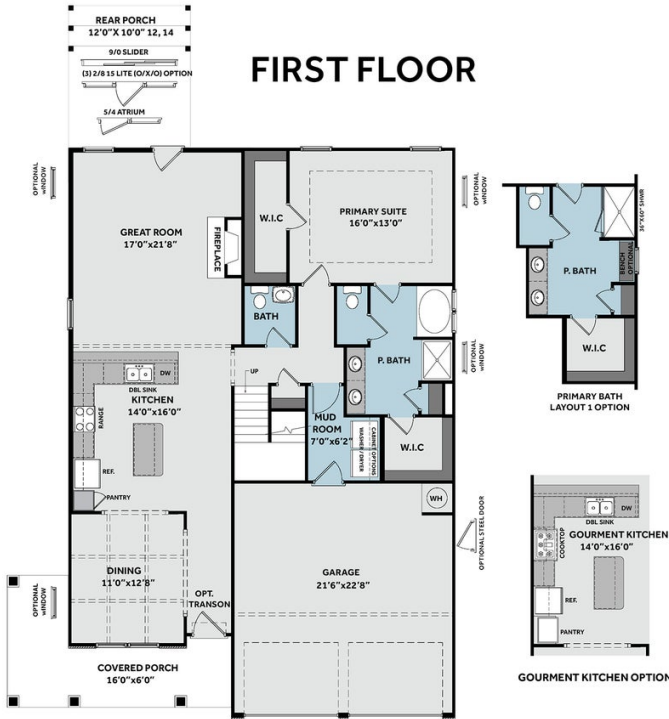 REAR PORCH
12'0"X 10'0" 12, 14
9/0 SLIDER
(3) 2/8 15 LITE (O/X/O) OPTION
5/4 ATRIUM
FIRST FLOOR
OPTIONAL
WINDOW
GREAT ROOM
17'0"x21'8"
FIREPLACE
W.I.C
PRIMARY SUITE
16'0"x13'0"
OPTIONAL
WINDOW
36"X60" SHWR
BENCH
OPTIONAL
P. BATH
W.I.C
PRIMARY BATH
LAYOUT 1 OPTION
BATH
P. BATH
OPTIONAL
WINDOW
UP
DW
DBL SINK
KITCHEN
14'0"x16'0"
RANGE
REF.
PANTRY
MUD
ROOM
7'0"x6'2"
CABINET OPTIONS
WASHER / DRYER
W.I.C
WH
OPTIONAL STEEL DOOR
DW
DBL SINK
GOURMENT KITCHEN
14'0"x16'0"
COOKTOP
REF.
PANTRY
GOURMENT KITCHEN OPTION
DINING
11'0"x12'8"
OPTIONAL
WINDOW
OPT.
TRANSON
GARAGE
21'6"x22'8"
COVERED PORCH
16'0"x6'0"